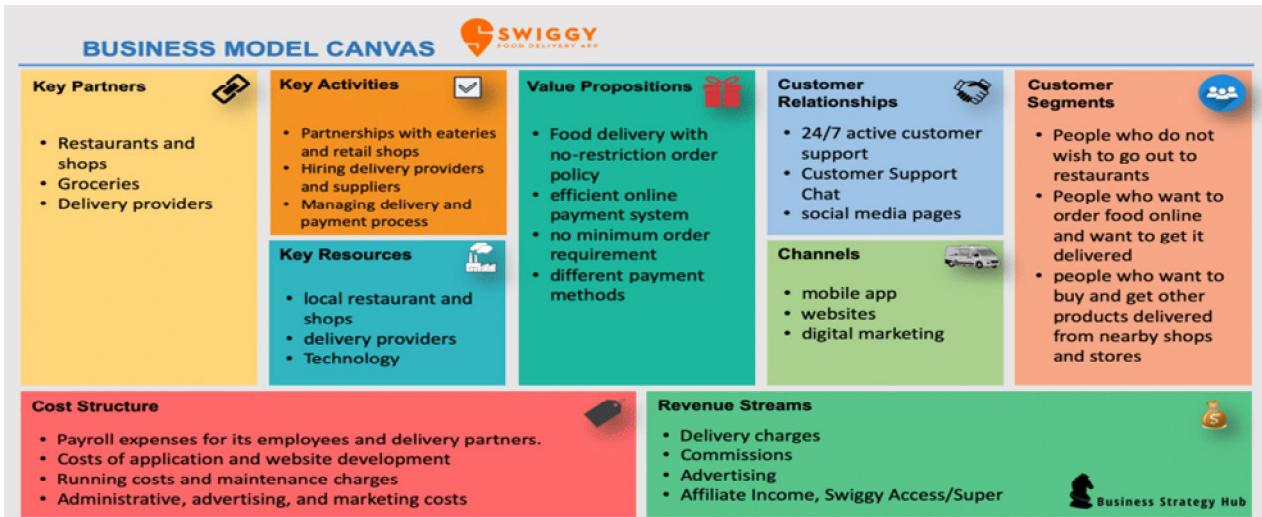 BUSINESS MODEL CANVAS
SWIGGY
FOOD DELIVERY APP
Key Partners
• Restaurants and
shops
• Groceries
• Delivery providers
Key Activities
• Partnerships with eateries
and retail shops
• Hiring delivery providers
and suppliers
• Managing delivery and
payment process
Key Resources
• local restaurant and
shops
• delivery providers
• Technology
Value Propositions
• Food delivery with
no-restriction order
policy
• efficient online
payment system
• no minimum order
requirement
• different payment
methods
Customer
Relationships
• 24/7 active customer
support
• Customer Support
Chat
• social media pages
Channels
• mobile app
• websites
• digital marketing
Customer
Segments
• People who do not
wish to go out to
restaurants
• People who want to
order food online
and want to get it
delivered
• people who want to
buy and get other
products delivered
from nearby shops
and stores
Cost Structure
• Payroll expenses for its employees and delivery partners.
• Costs of application and website development
• Running costs and maintenance charges
• Administrative, advertising, and marketing costs
Revenue Streams
$
• Delivery charges
• Commissions
• Advertising
• Affiliate Income, Swiggy Access/Super
Business Strategy Hub